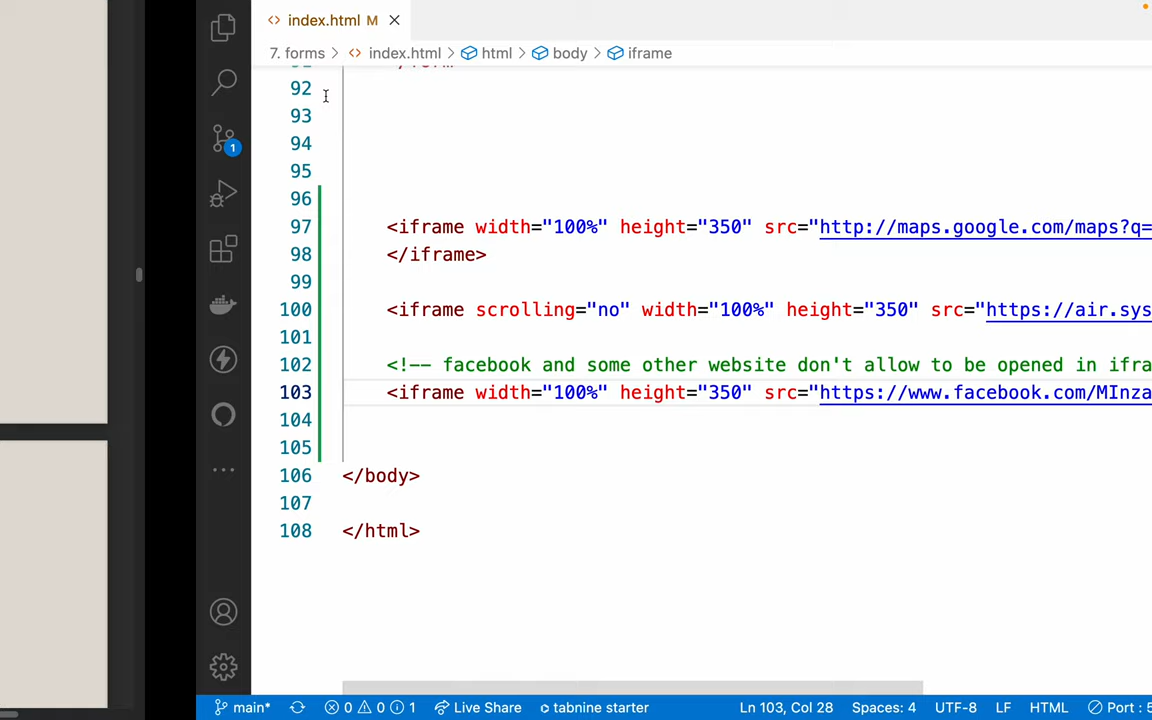 index.html M
7. forms > index.html > html > body > iframe
92
93
94
95
96
97 <iframe width="100%" height="350" src="http://maps.google.com/maps?q=
98 </iframe>
99
100 <iframe scrolling="no" width="100%" height="350" src="https://air.sys
101
102 <!-- facebook and some other website don't allow to be opened in ifra
103 <iframe width="100%" height="350" src="https://www.facebook.com/MInza
104
105
106 </body>
107
108 </html>
1
main* 0 0 1 Live Share tabnine starter Ln 103, Col 28 Spaces: 4 UTF-8 LF HTML Port : 5